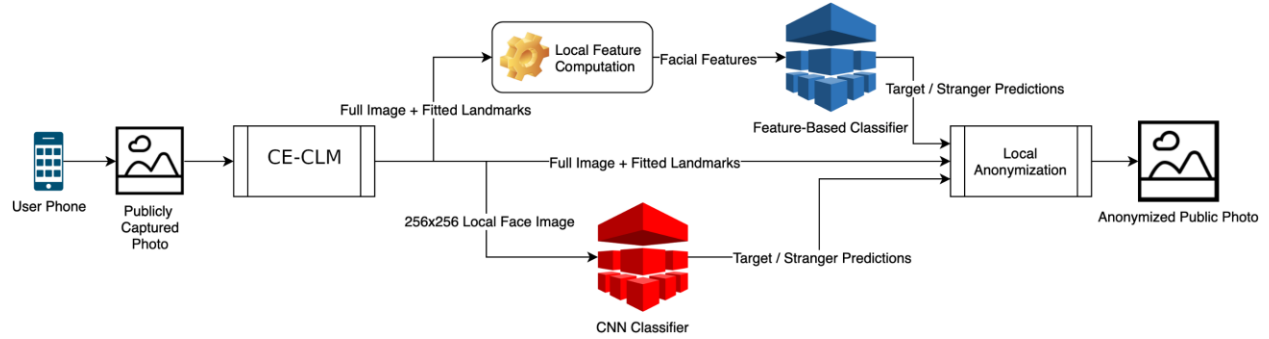 Local Feature
Computation
Facial Features
Target / Stranger Predictions
Full Image + Fitted Landmarks
Feature-Based Classifier
CE-CLM
Full Image + Fitted Landmarks
Local
Anonymization
User Phone
Publicly
Captured
Photo
256x256 Local Face Image
Anonymized Public Photo
Target / Stranger Predictions
CNN Classifier